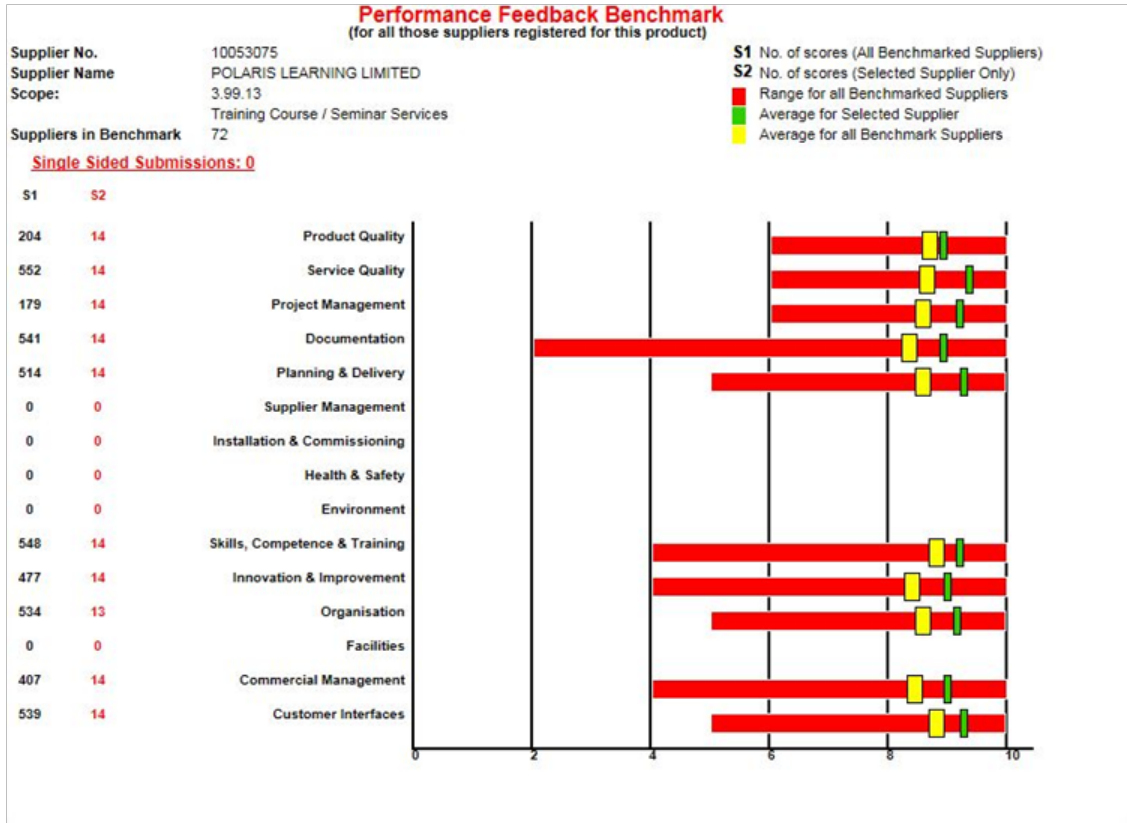 Performance Feedback Benchmark
(for all those suppliers registered for this product)
Supplier No. 10053075
Supplier Name POLARIS LEARNING LIMITED
Scope: 3.99.13
Training Course / Seminar Services
Suppliers in Benchmark 72
S1 No. of scores (All Benchmarked Suppliers)
S2 No. of scores (Selected Supplier Only)
Range for all Benchmarked Suppliers
Average for Selected Supplier
Average for all Benchmark Suppliers
Single Sided Submissions: 0
S1 S2
204 14 Product Quality
552 14 Service Quality
179 14 Project Management
541 14 Documentation
514 14 Planning & Delivery
0 0 Supplier Management
0 0 Installation & Commissioning
0 0 Health & Safety
0 0 Environment
548 14 Skills, Competence & Training
477 14 Innovation & Improvement
534 13 Organisation
0 0 Facilities
407 14 Commercial Management
539 14 Customer Interfaces
0 2 4 6 8 10